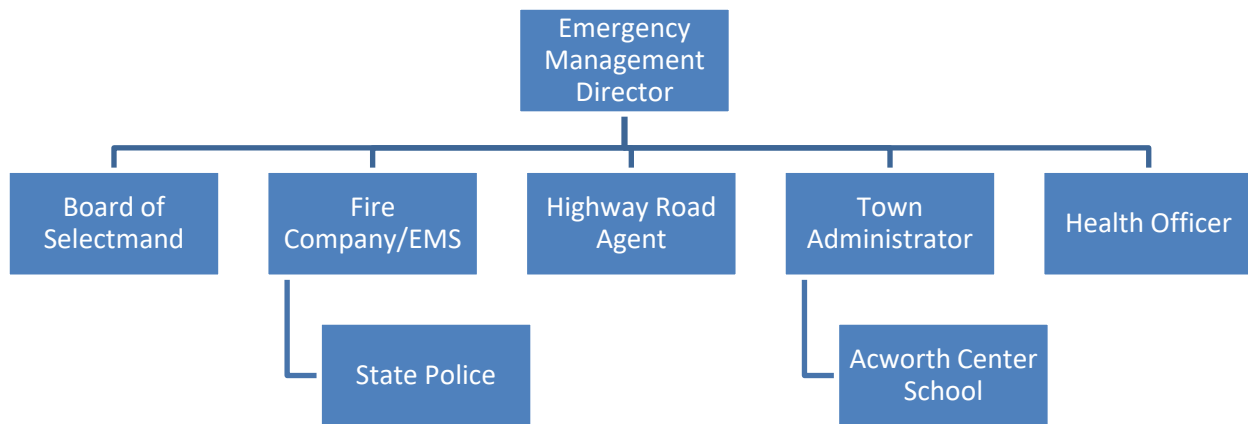 Emergency
Management
Director
Board of
Selectmand
Fire
Company/EMS
Highway Road
Agent
Town
Administrator
Health Officer
State Police
Acworth Center
School